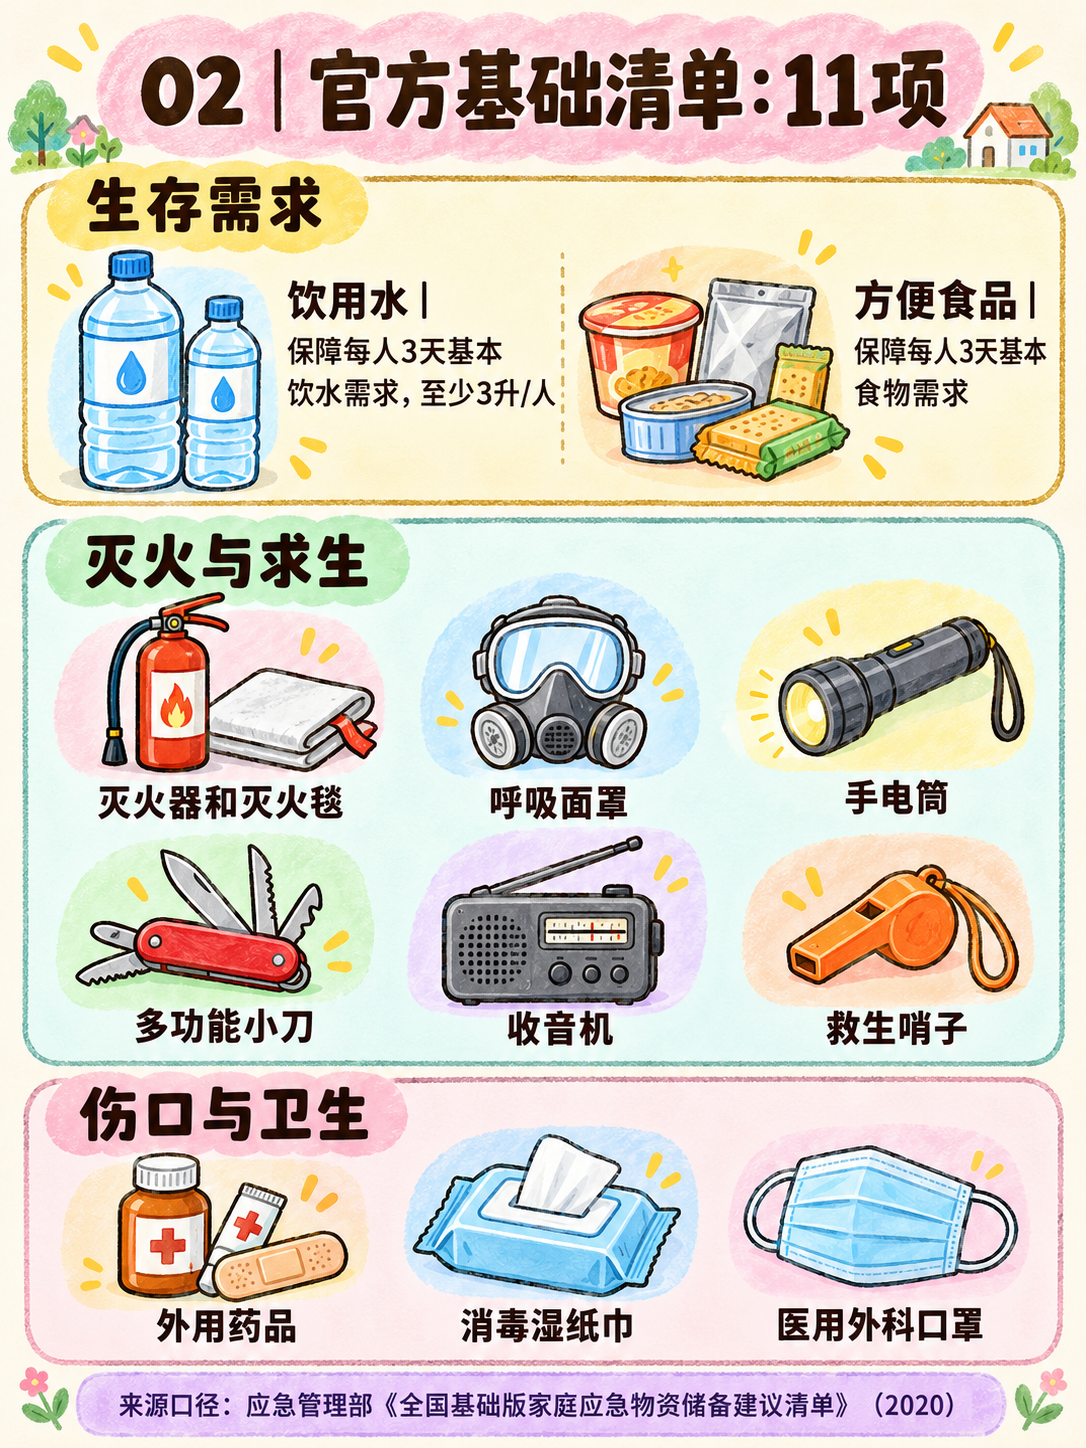 02｜官方基础清单:11项
生存需求
饮用水｜
保障每人3天基本
饮水需求，至少3升/人
方便食品｜
保障每人3天基本
食物需求
灭火与求生
灭火器和灭火毯
呼吸面罩
手电筒
多功能小刀
收音机
救生哨子
伤口与卫生
外用药品
消毒湿纸巾
医用外科口罩
来源口径：应急管理部《全国基础版家庭应急物资储备建议清单》（2020）